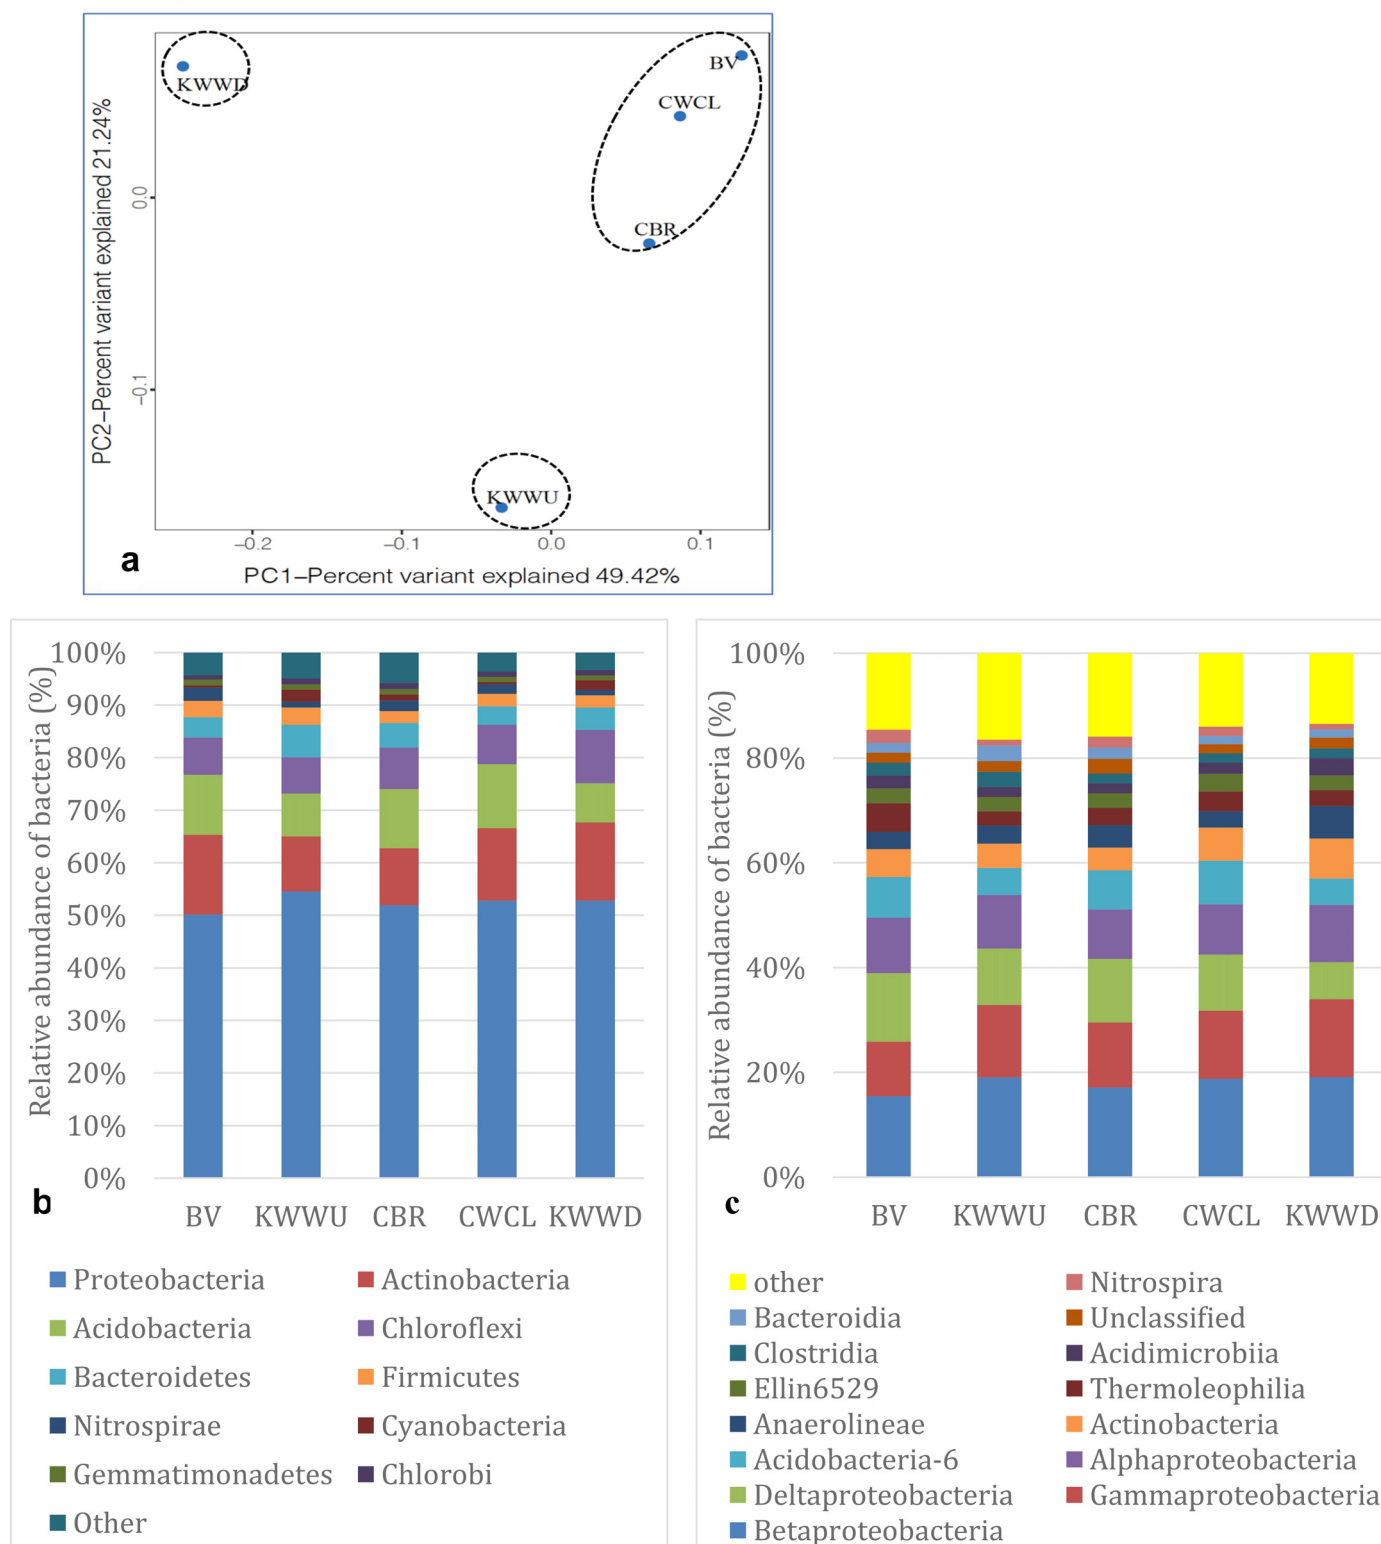 KWWD
BV
CWCL
CBR
KWWU
PC2–Percent variant explained 21.24%
0.0
–0.1
–0.2 –0.1 0.0 0.1
PC1–Percent variant explained 49.42%
a
Relative abundance of bacteria (%)
100%
90%
80%
70%
60%
50%
40%
30%
20%
10%
0%
BV KWWU CBR CWCL KWWD
b
Proteobacteria Actinobacteria
Acidobacteria Chloroflexi
Bacteroidetes Firmicutes
Nitrospirae Cyanobacteria
Gemmatimonadetes Chlorobi
Other
Relative abundance of bacteria (%)
100%
80%
60%
40%
20%
0%
BV KWWU CBR CWCL KWWD
c
other Nitrospira
Bacteroidia Unclassified
Clostridia Acidimicrobiia
Ellin6529 Thermoleophilia
Anaerolineae Actinobacteria
Acidobacteria-6 Alphaproteobacteria
Deltaproteobacteria Gammaproteobacteria
Betaproteobacteria